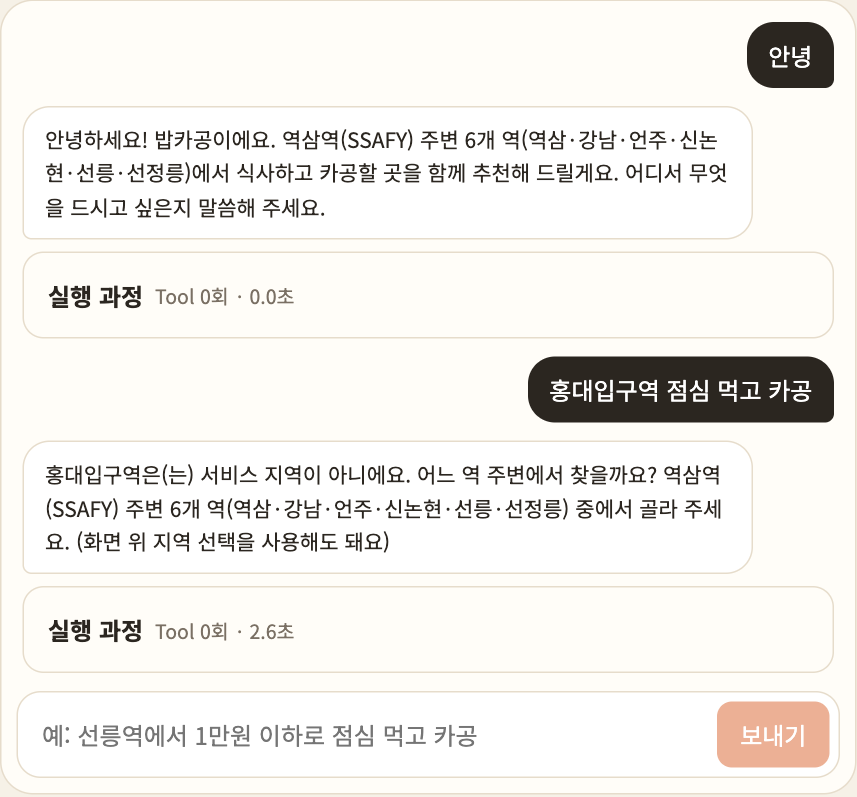 안녕
안녕하세요! 밥카공이에요. 역삼역(SSAFY) 주변 6개 역(역삼·강남·언주·신논
현·선릉·선정릉)에서 식사하고 카공할 곳을 함께 추천해 드릴게요. 어디서 무엇
을 드시고 싶은지 말씀해 주세요.
실행 과정 Tool 0회 · 0.0초
홍대입구역 점심 먹고 카공
홍대입구역은(는) 서비스 지역이 아니에요. 어느 역 주변에서 찾을까요? 역삼역
(SSAFY) 주변 6개 역(역삼·강남·언주·신논현·선릉·선정릉) 중에서 골라 주세
요. (화면 위 지역 선택을 사용해도 돼요)
실행 과정 Tool 0회 · 2.6초
예: 선릉역에서 1만원 이하로 점심 먹고 카공 보내기